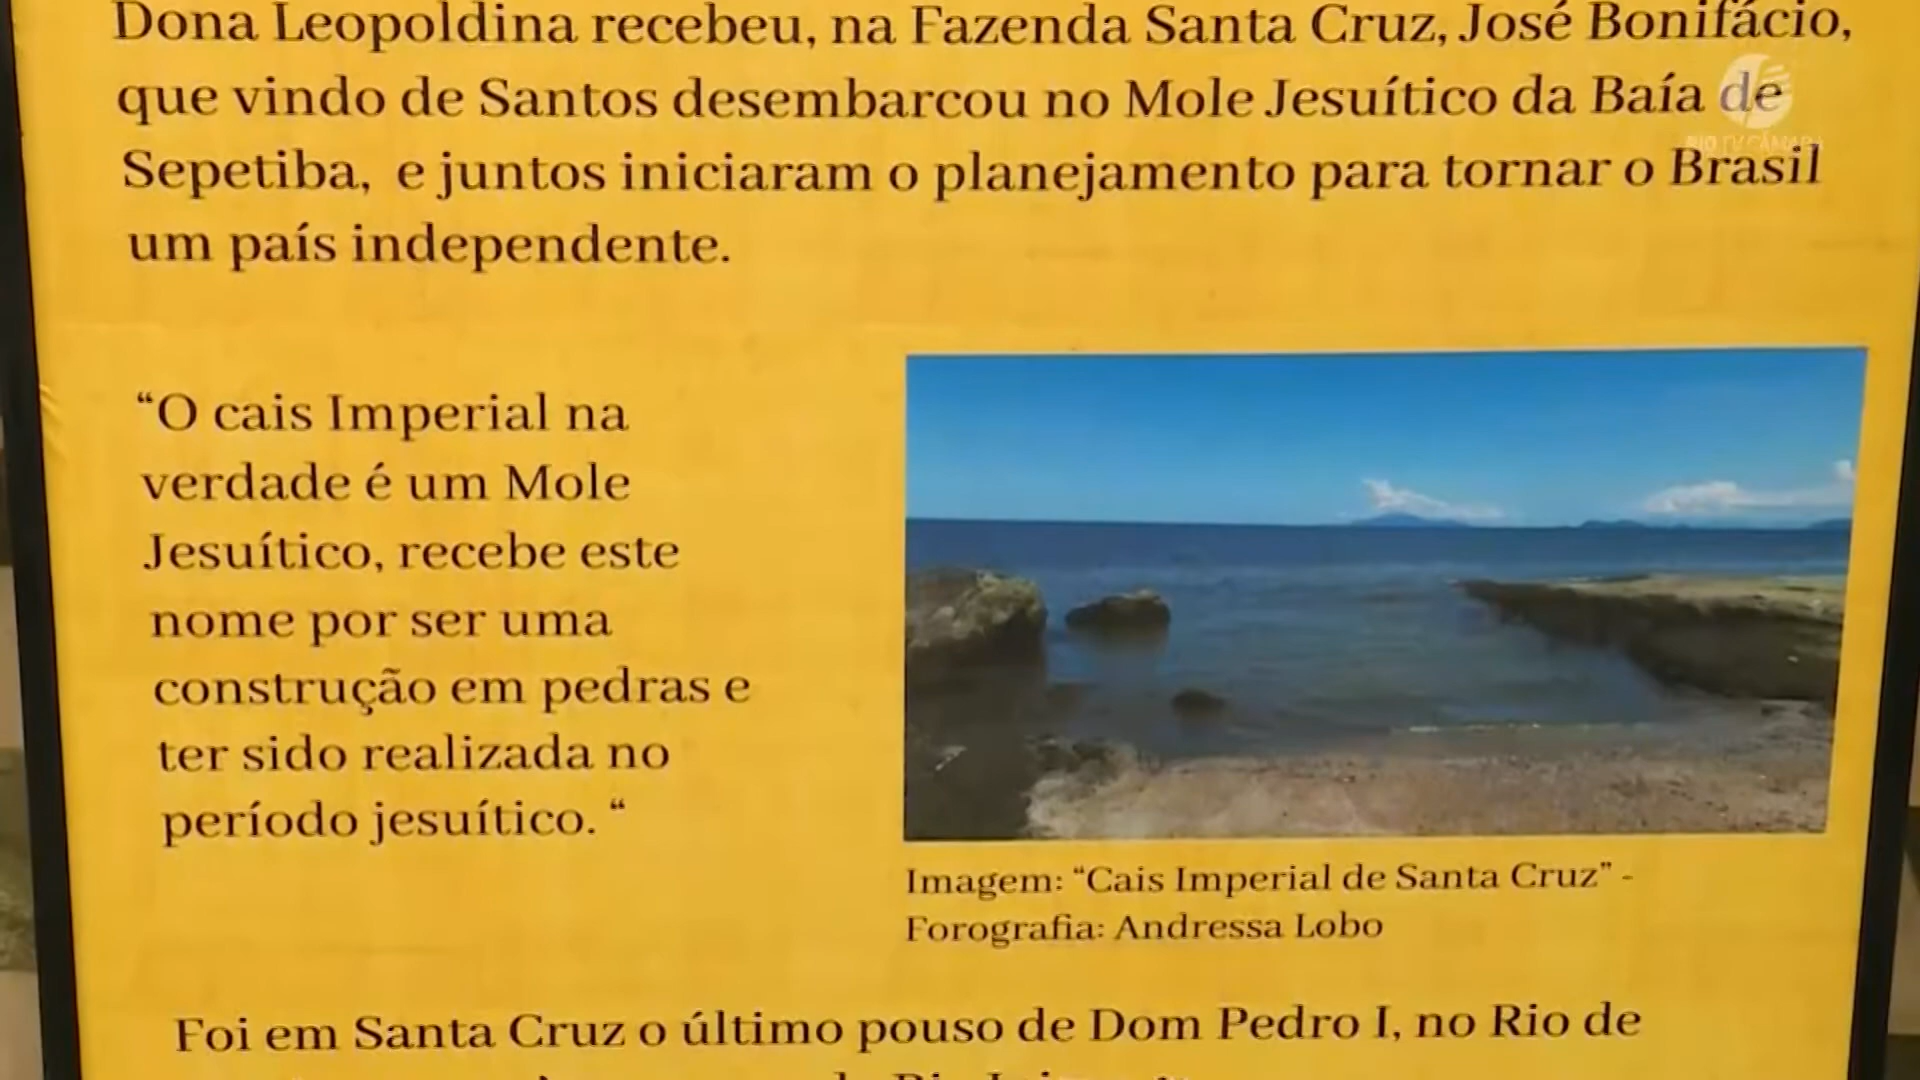 Dona Leopoldina recebeu, na Fazenda Santa Cruz, José Bonifácio,
que vindo de Santos desembarcou no Mole Jesuítico da Baía de
Sepetiba, e juntos iniciaram o planejamento para tornar o Brasil
um país independente.
“O cais Imperial na
verdade é um Mole
Jesuítico, recebe este
nome por ser uma
construção em pedras e
ter sido realizada no
período jesuítico. “
Imagem: “Cais Imperial de Santa Cruz” -
Forografia: Andressa Lobo
Foi em Santa Cruz o último pouso de Dom Pedro I, no Rio de
RIO TV CÂMARA